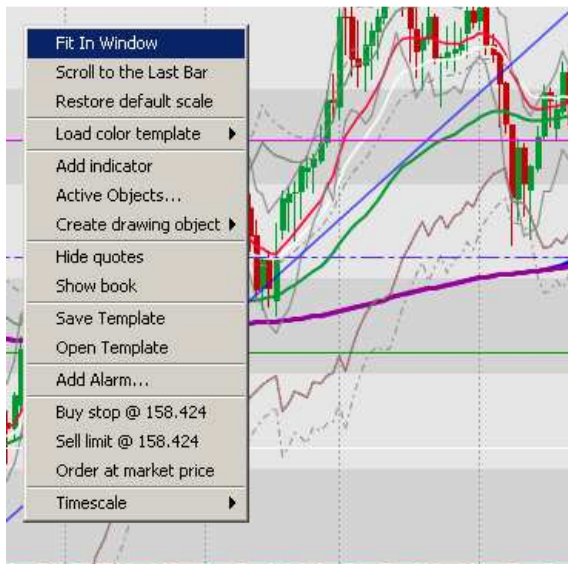 Fit In Window
Scroll to the Last Bar
Restore default scale
Load color template
Add indicator
Active Objects...
Create drawing object
Hide quotes
Show book
Save Template
Open Template
Add Alarm...
Buy stop @ 158.424
Sell limit @ 158.424
Order at market price
Timescale